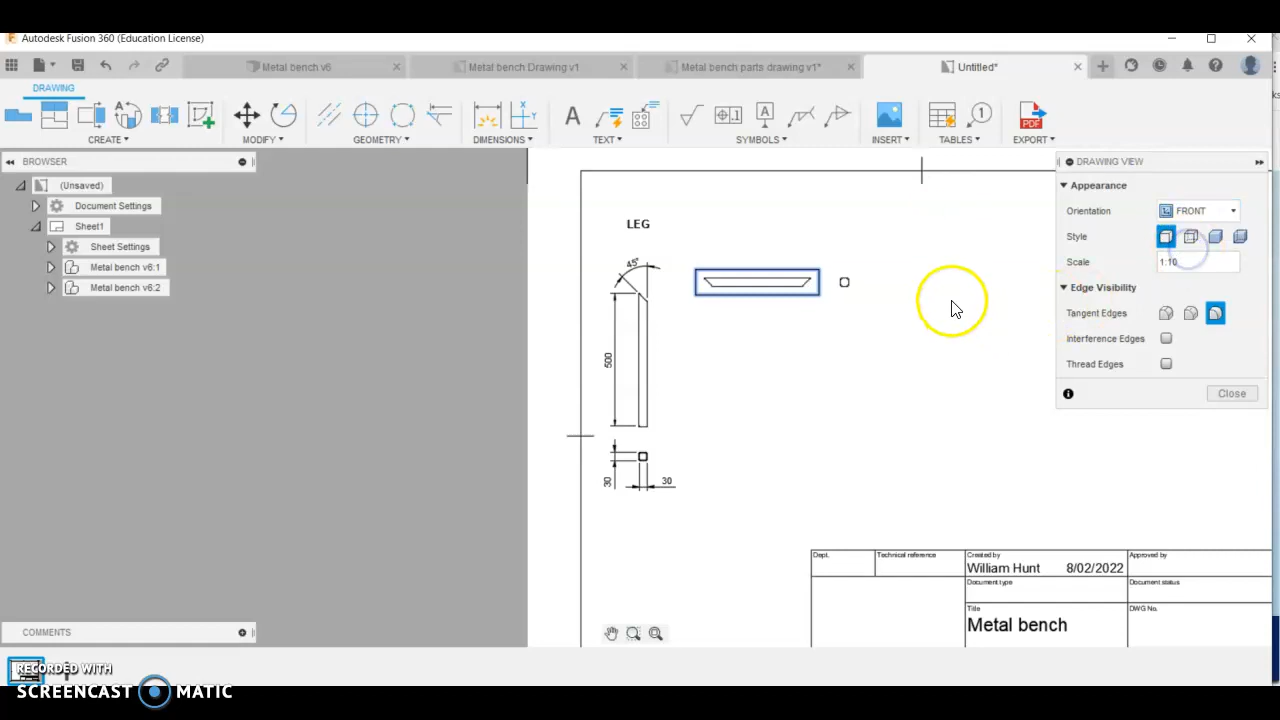 Autodesk Fusion 360 (Education License)
Metal bench v6
Metal bench Drawing v1
Metal bench parts drawing v1*
Untitled*
DRAWING
CREATE
MODIFY
GEOMETRY
DIMENSIONS
TEXT
SYMBOLS
INSERT
TABLES
EXPORT
BROWSER
(Unsaved)
Document Settings
Sheet1
Sheet Settings
Metal bench v6:1
Metal bench v6:2
LEG
45°
500
30
30
DRAWING VIEW
Appearance
Orientation FRONT
Style
Scale 1:10
Edge Visibility
Tangent Edges
Interference Edges
Thread Edges
Close
Dept.
Technical reference
Created by
Approved by
William Hunt 8/02/2022
Document type
Document status
Title
DWG No.
Metal bench
COMMENTS
RECORDED WITH
SCREENCAST MATIC